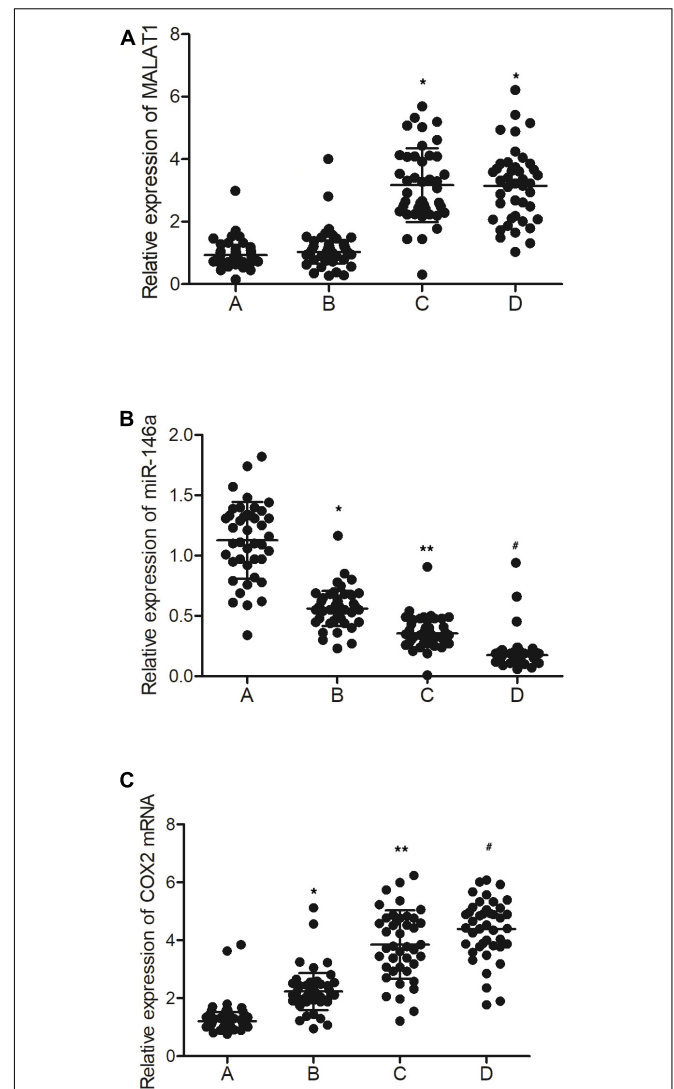 A
Relative expression of MALAT1
8
6
4
2
0
*
*
A B C D
B
Relative expression of miR-146a
2.0
1.5
1.0
0.5
0.0
*
**
#
A B C D
C
Relative expression of COX2 mRNA
8
6
4
2
0
*
**
#
A B C D